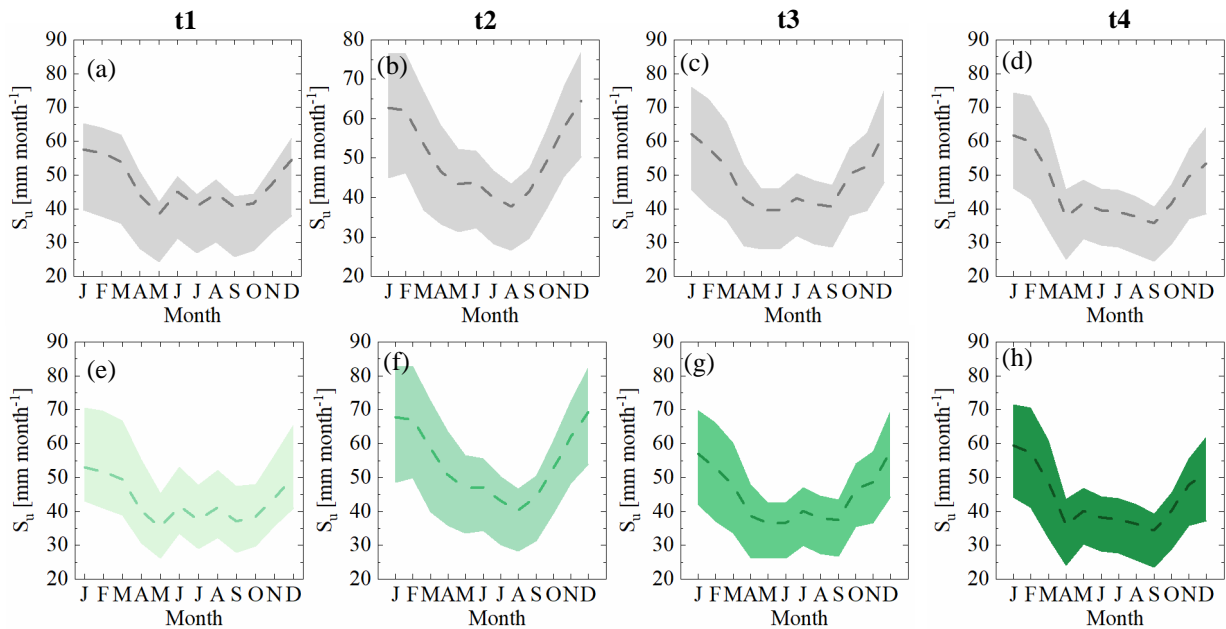 t1 t2 t3 t4
(a)
S_u [mm month⁻¹]
90
80
70
60
50
40
30
20
J F M A M J J A S O N D
Month
(b)
S_u [mm month⁻¹]
80
70
60
50
40
30
20
J F M A M J J A S O N D
Month
(c)
S_u [mm month⁻¹]
90
80
70
60
50
40
30
20
J F M A M J J A S O N D
Month
(d)
S_u [mm month⁻¹]
90
80
70
60
50
40
30
20
J F M A M J J A S O N D
Month
(e)
S_u [mm month⁻¹]
90
80
70
60
50
40
30
20
J F M A M J J A S O N D
Month
(f)
S_u [mm month⁻¹]
90
80
70
60
50
40
30
20
J F M A M J J A S O N D
Month
(g)
S_u [mm month⁻¹]
90
80
70
60
50
40
30
20
J F M A M J J A S O N D
Month
(h)
S_u [mm month⁻¹]
90
80
70
60
50
40
30
20
J F M A M J J A S O N D
Month